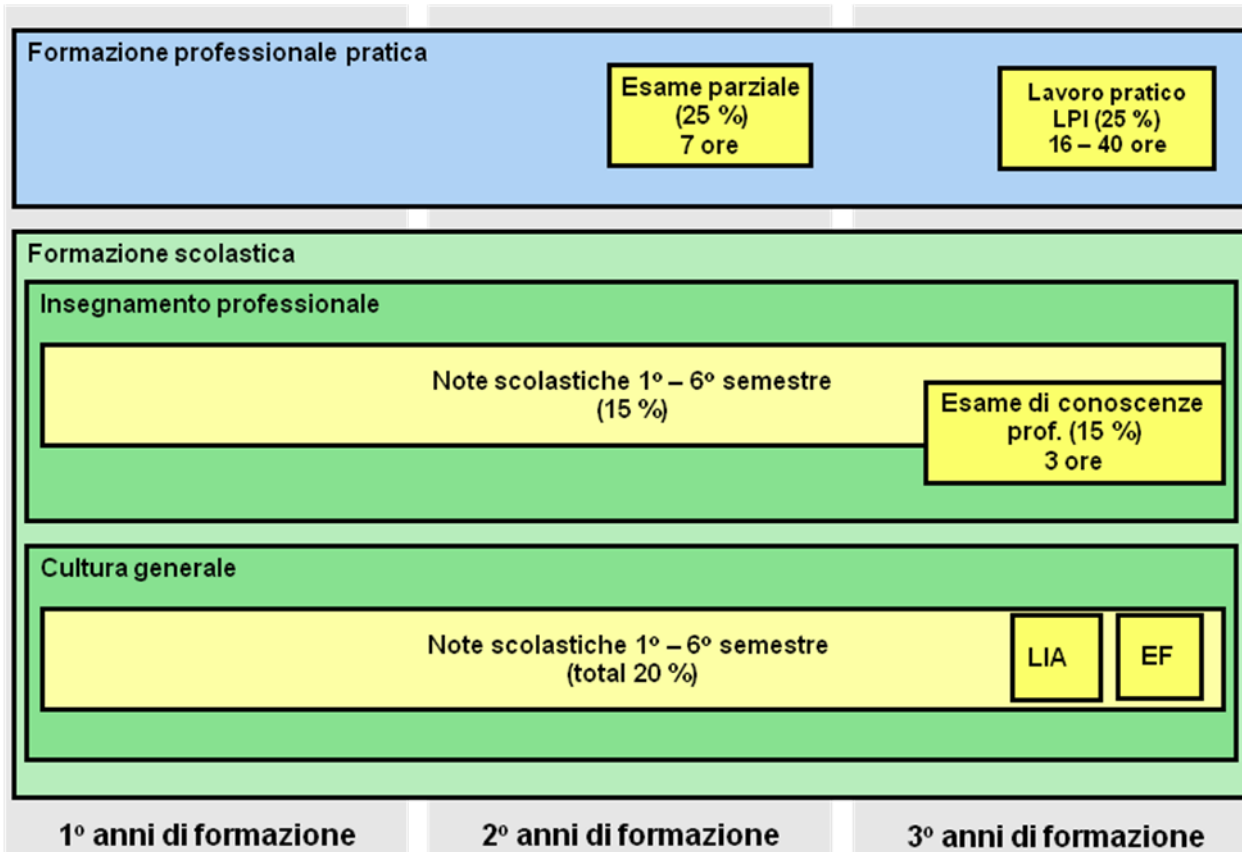 Formazione professionale pratica
Esame parziale
(25 %)
7 ore
Lavoro pratico
LPI (25 %)
16 – 40 ore
Formazione scolastica
Insegnamento professionale
Note scolastiche 1º – 6º semestre
(15 %)
Esame di conoscenze
prof. (15 %)
3 ore
Cultura generale
Note scolastiche 1º – 6º semestre
(total 20 %)
LIA
EF
1º anni di formazione
2º anni di formazione
3º anni di formazione